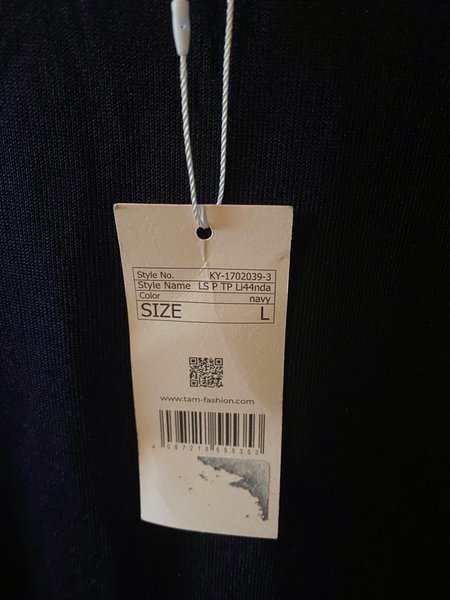 Style No. KY-1702039-3
Style Name LS P TP Li44nda
Color navy
SIZE L
www.tam-fashion.com